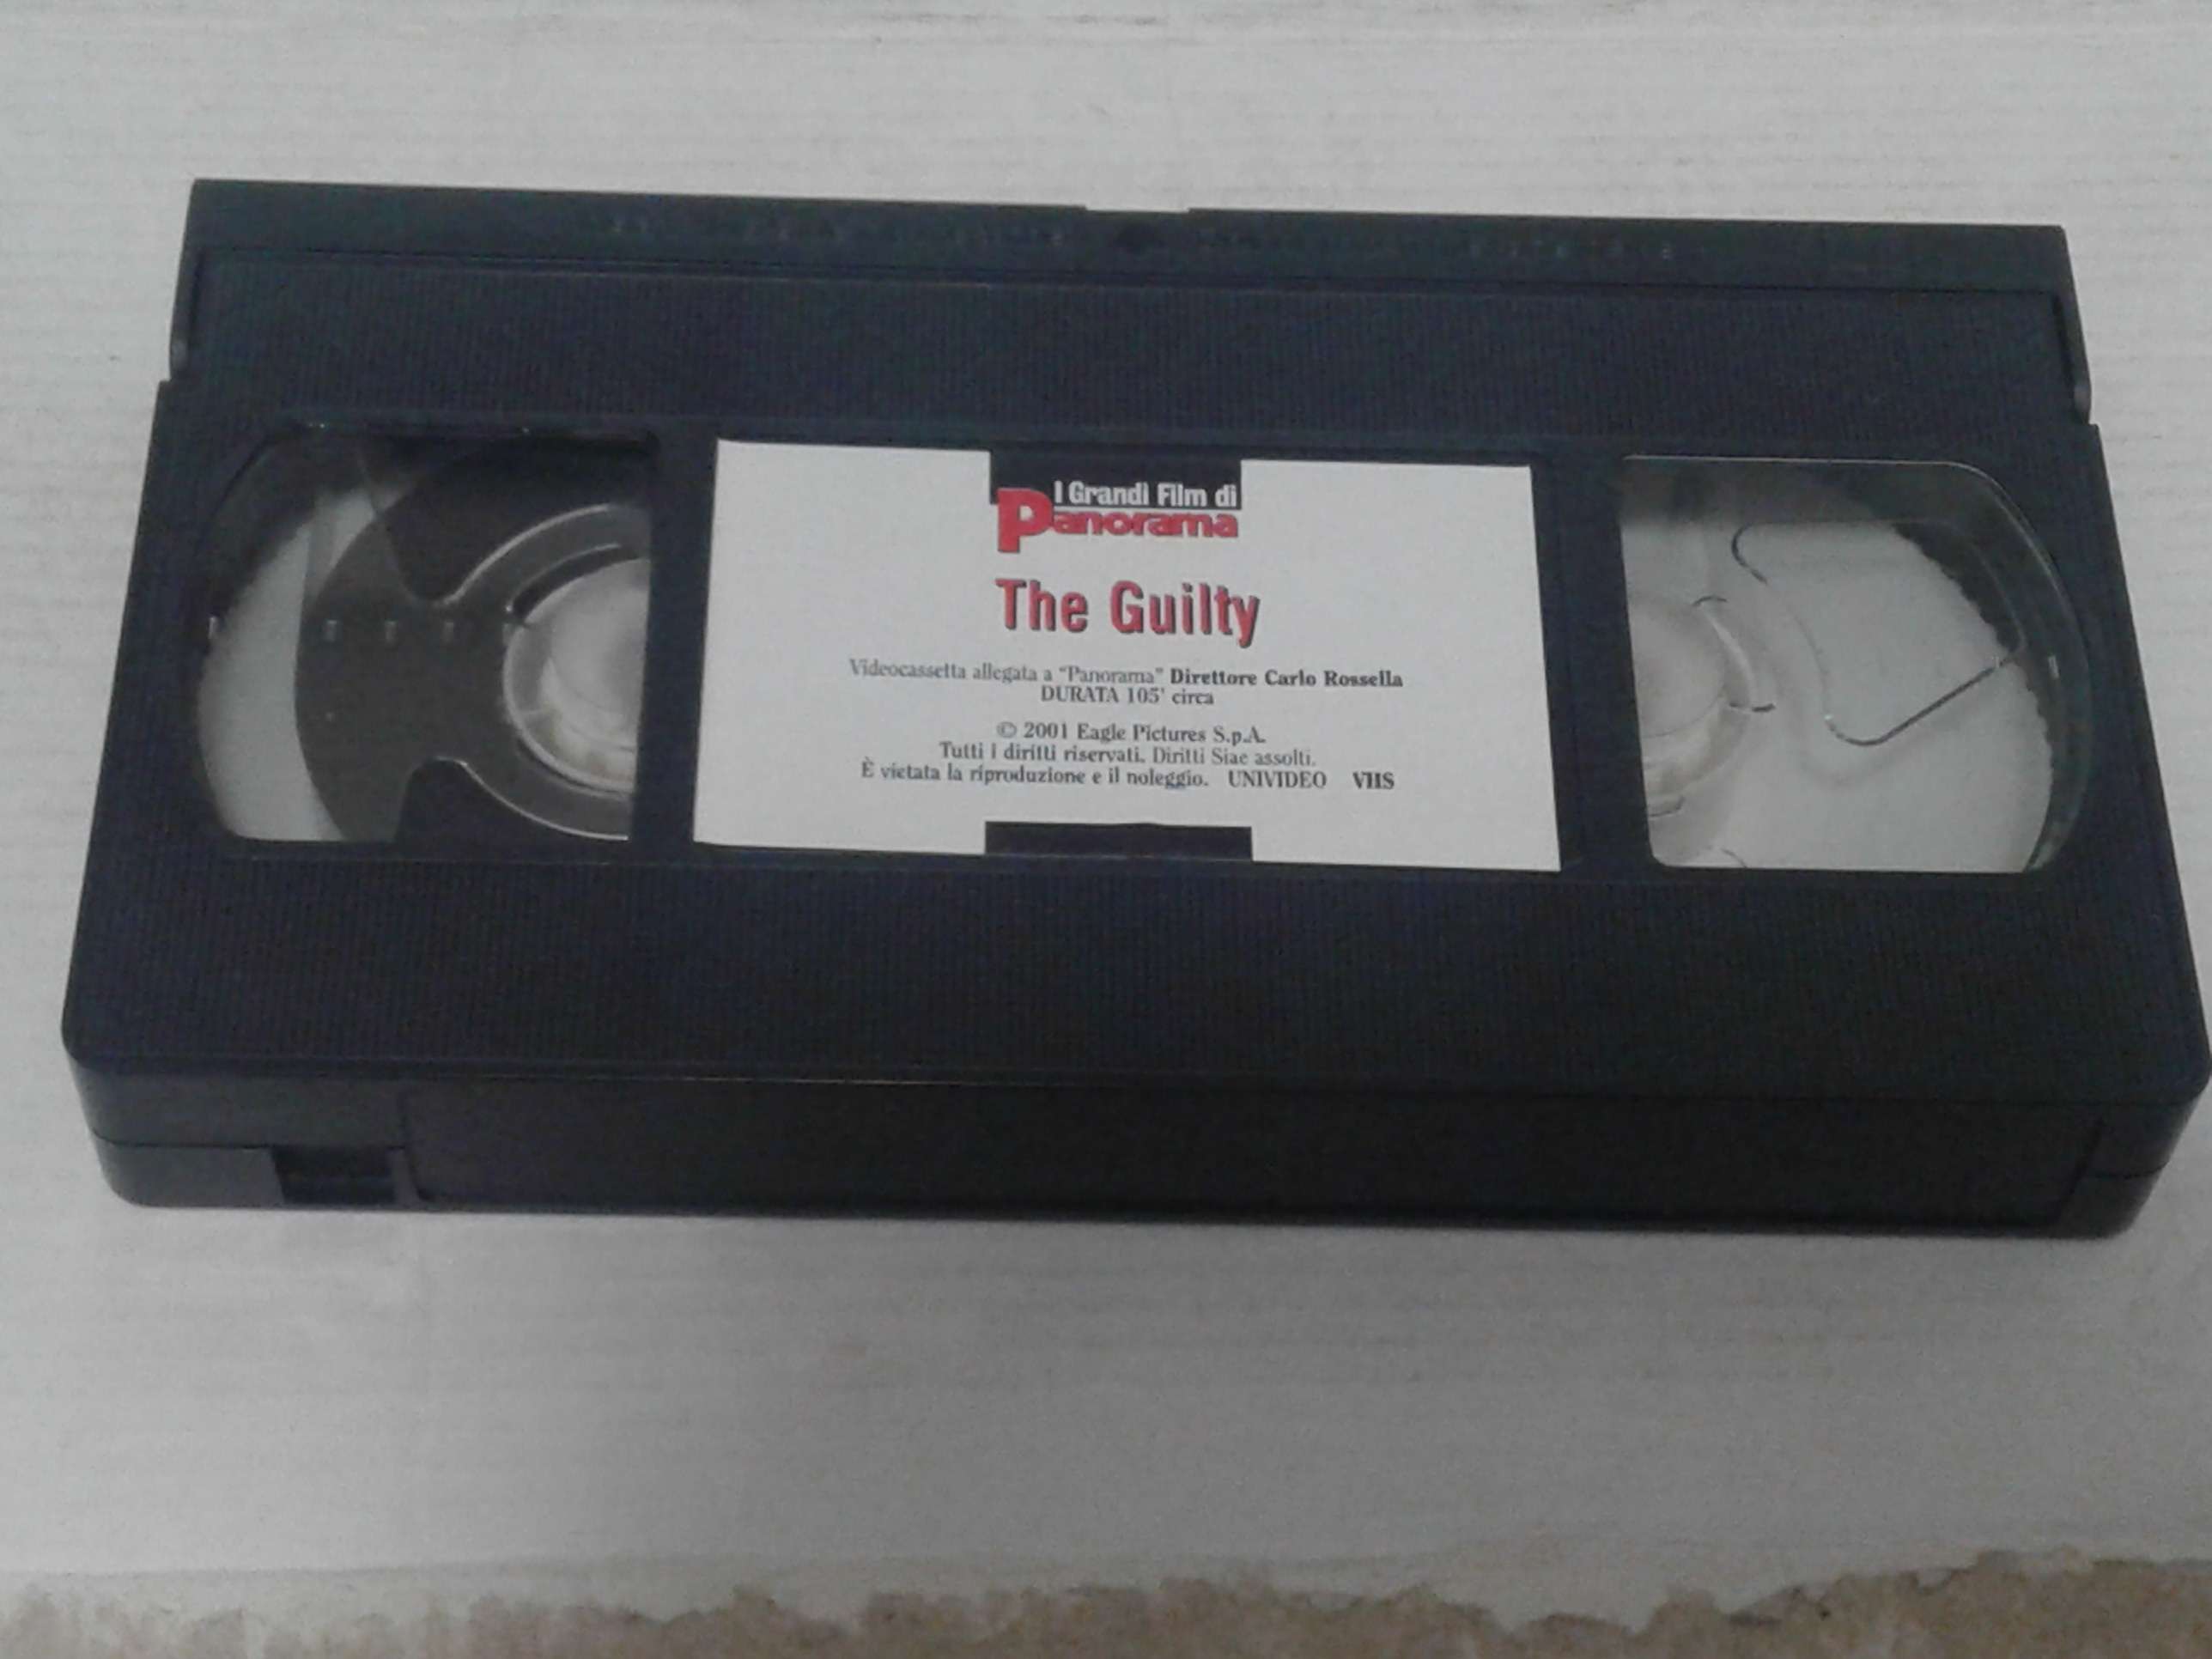 I Grandi Film di
Panorama
The Guilty
Videocassetta allegata a "Panorama" Direttore Carlo Rossella
DURATA 105' circa
© 2001 Eagle Pictures S.p.A.
Tutti i diritti riservati. Diritti Siae assolti.
È vietata la riproduzione e il noleggio. UNIVIDEO VHS